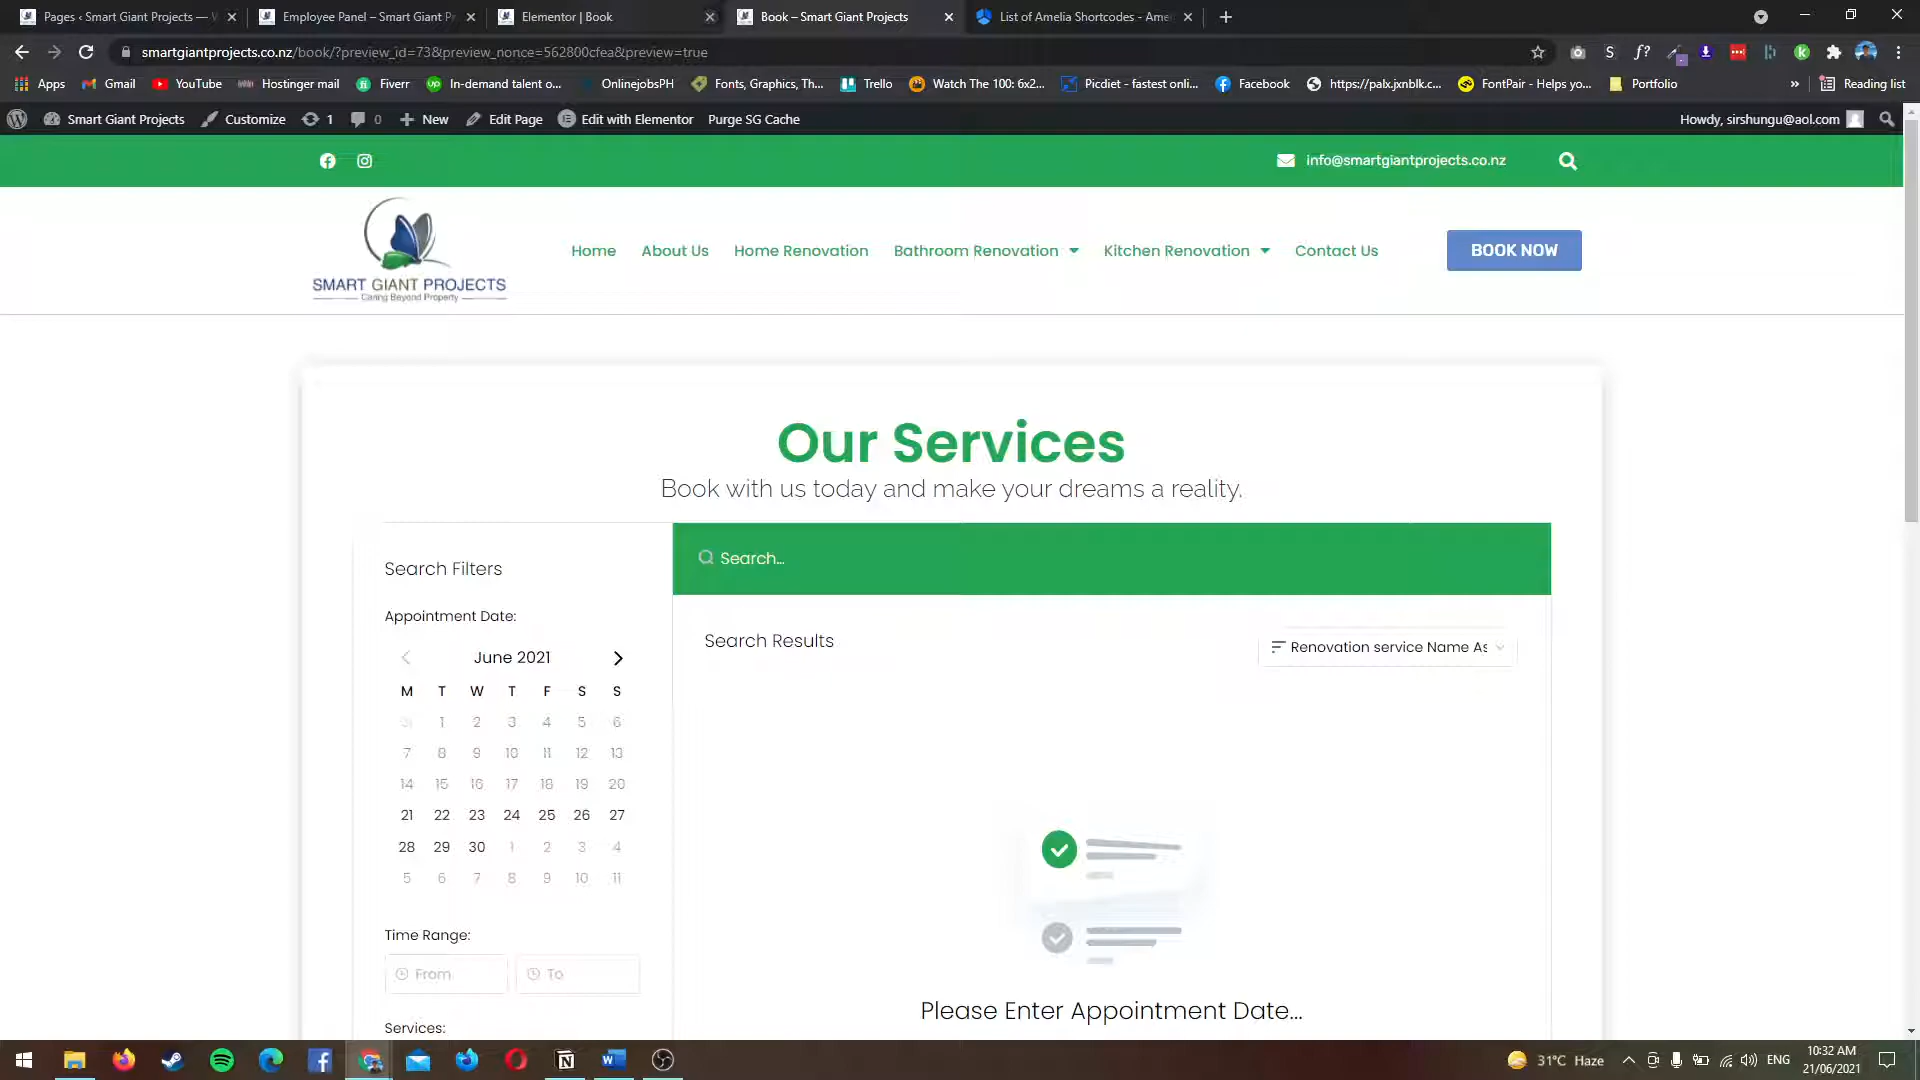 Pages ‹ Smart Giant Projects —
Employee Panel – Smart Giant P
Elementor | Book
Book – Smart Giant Projects
List of Amelia Shortcodes - Ame
smartgiantprojects.co.nz/book/?preview_id=73&preview_nonce=562800cfea&preview=true
Apps
Gmail
YouTube
Hostinger mail
Fiverr
In-demand talent o...
OnlinejobsPH
Fonts, Graphics, Th...
Trello
Watch The 100: 6x2...
Picdiet - fastest onli...
Facebook
https://palx.jxnblk.c...
FontPair - Helps yo...
Portfolio
»
Reading list
Smart Giant Projects
Customize
1
0
New
Edit Page
Edit with Elementor
Purge SG Cache
Howdy, sirshungu@aol.com
info@smartgiantprojects.co.nz
SMART GIANT PROJECTS
Caring Beyond Property
Home
About Us
Home Renovation
Bathroom Renovation
Kitchen Renovation
Contact Us
BOOK NOW
Our Services
Book with us today and make your dreams a reality.
Search Filters
Search...
Appointment Date:
Search Results
Renovation service Name As
June 2021
M T W T F S S
31 1 2 3 4 5 6
7 8 9 10 11 12 13
14 15 16 17 18 19 20
21 22 23 24 25 26 27
28 29 30 1 2 3 4
5 6 7 8 9 10 11
Time Range:
From
To
Please Enter Appointment Date...
Services:
31°C Haze
ENG
10:32 AM
21/06/2021